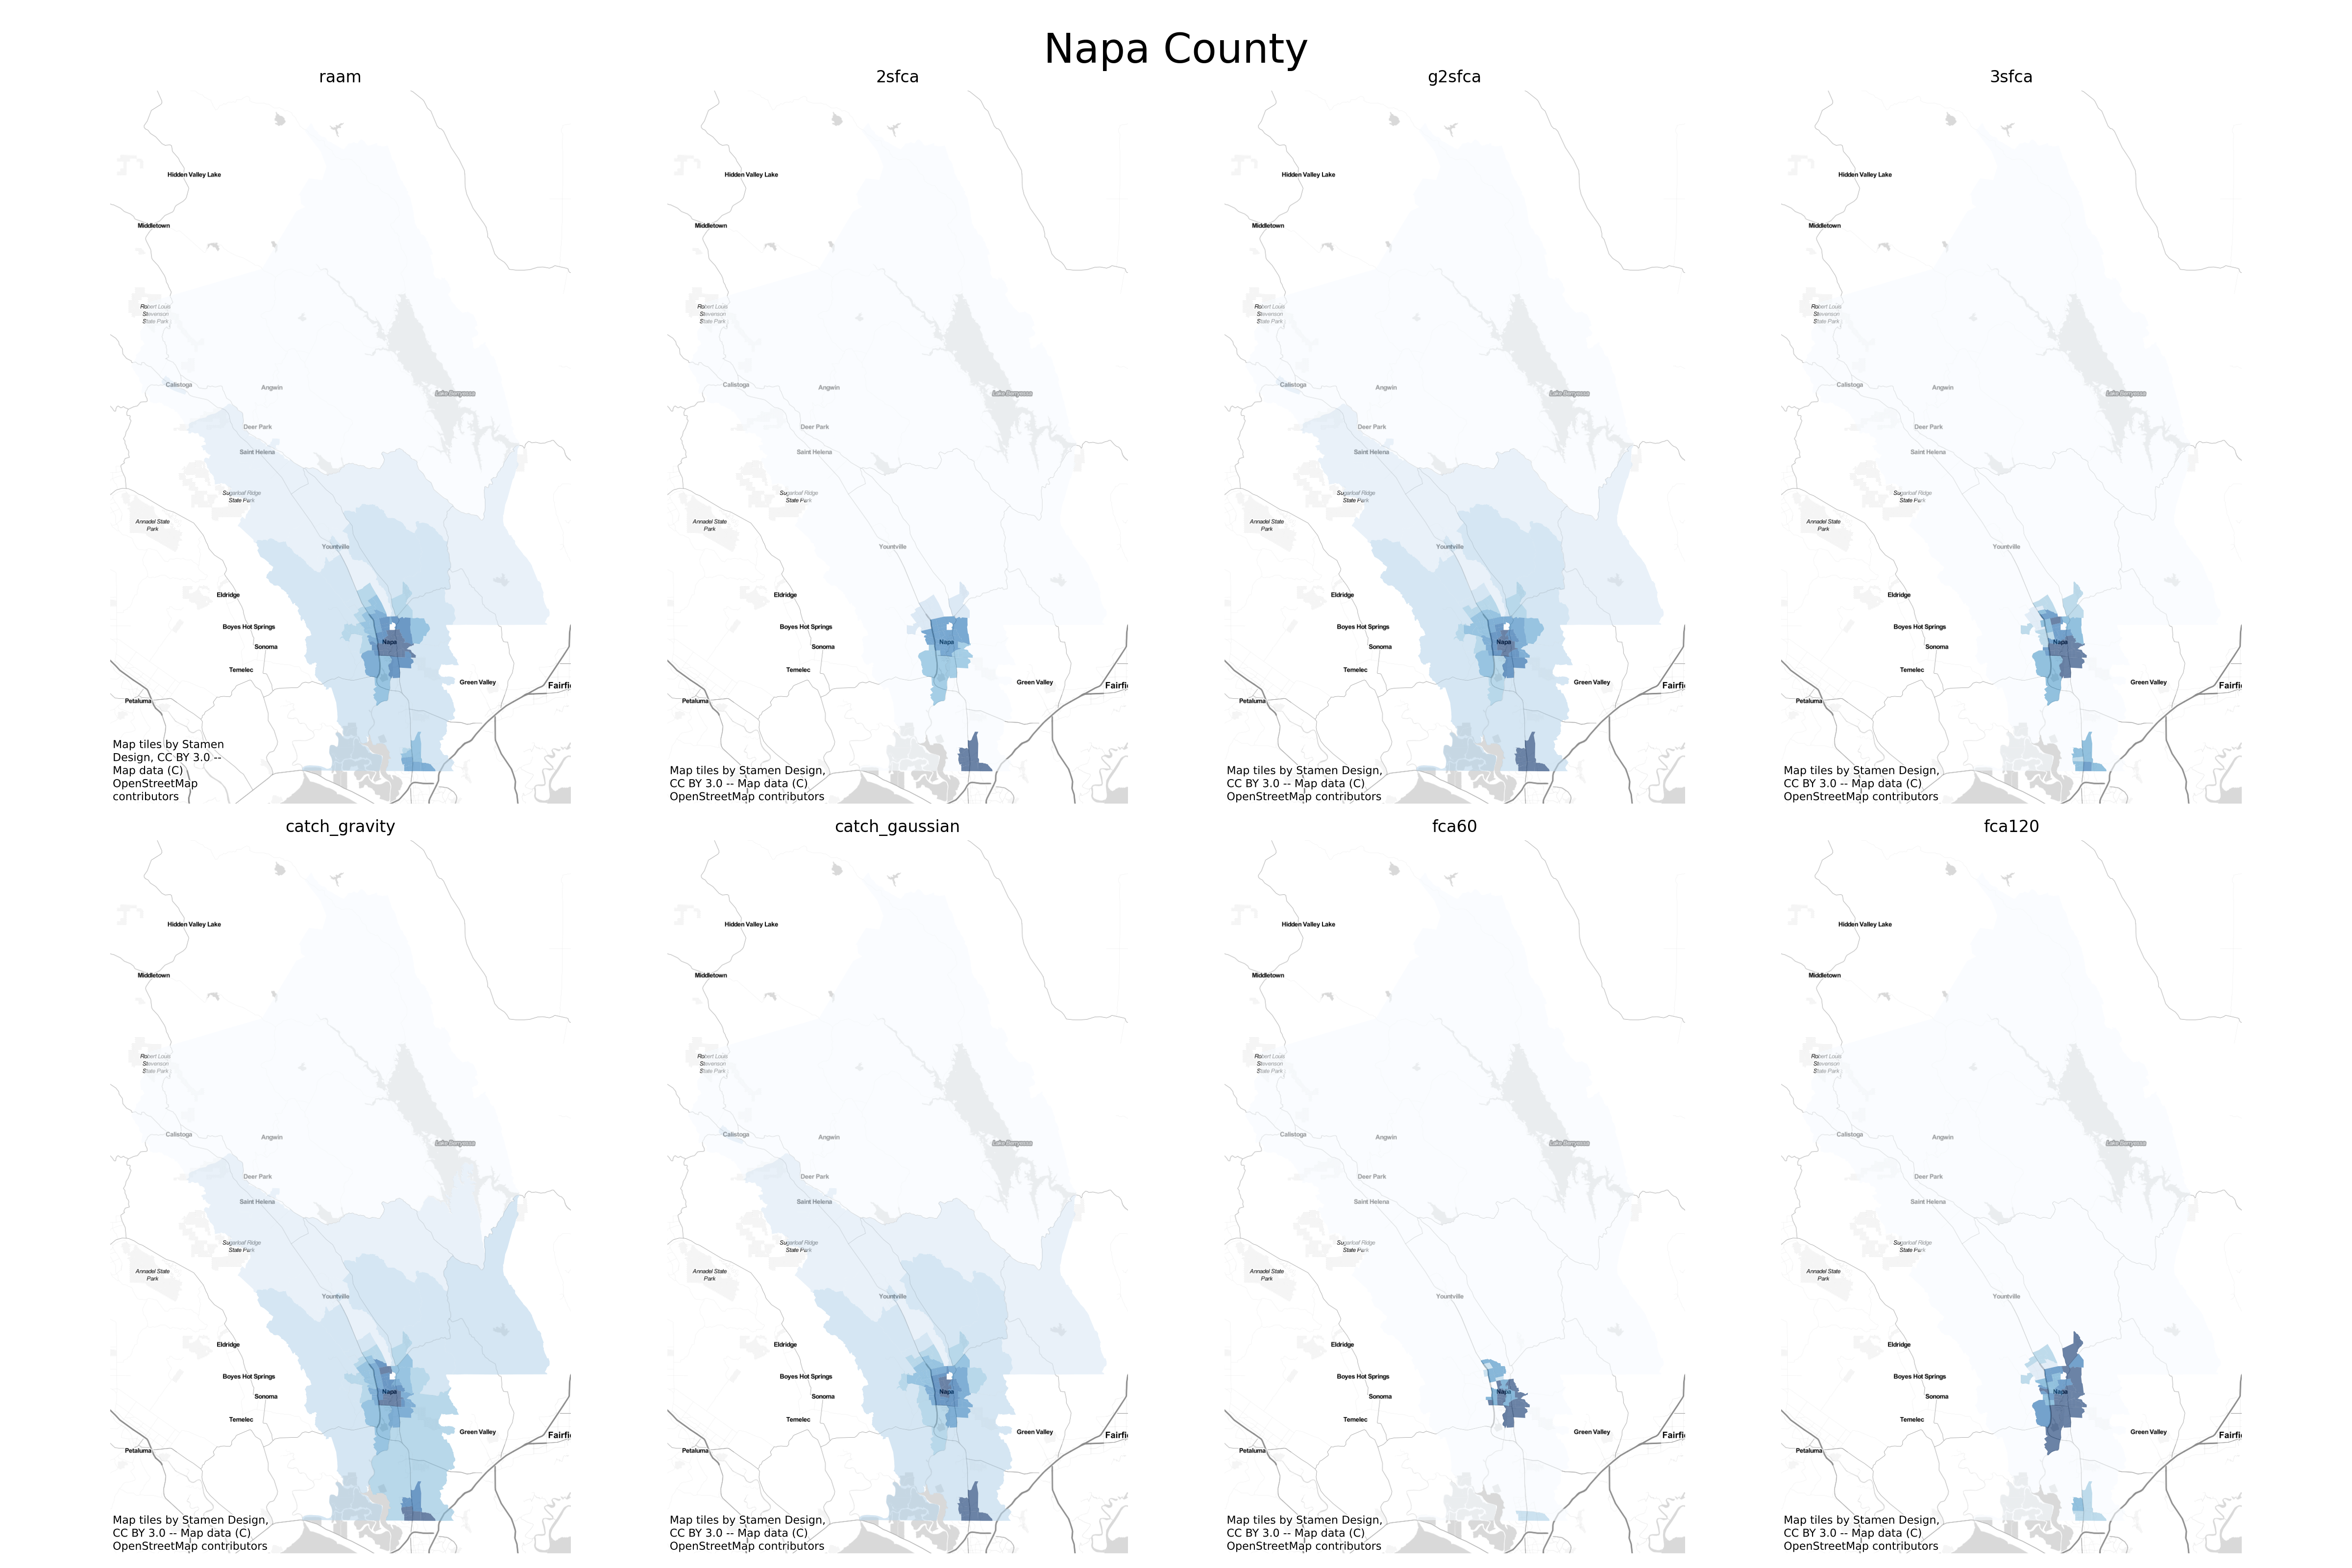 Napa County
raam
Hidden Valley Lake
Middletown
Robert Louis
Stevenson
State Park
Calistoga
Angwin
Lake Berryessa
Deer Park
Saint Helena
Sugarloaf Ridge
State Park
Annadel State
Park
Yountville
Eldridge
Boyes Hot Springs
Napa
Sonoma
Temelec
Green Valley
Fairfi
Petaluma
Map tiles by Stamen
Design, CC BY 3.0 --
Map data (C)
OpenStreetMap
contributors
2sfca
Hidden Valley Lake
Middletown
Robert Louis
Stevenson
State Park
Calistoga
Angwin
Lake Berryessa
Deer Park
Saint Helena
Sugarloaf Ridge
State Park
Annadel State
Park
Yountville
Eldridge
Boyes Hot Springs
Napa
Sonoma
Temelec
Green Valley
Fairfi
Petaluma
Map tiles by Stamen Design,
CC BY 3.0 -- Map data (C)
OpenStreetMap contributors
g2sfca
Hidden Valley Lake
Middletown
Robert Louis
Stevenson
State Park
Calistoga
Angwin
Lake Berryessa
Deer Park
Saint Helena
Sugarloaf Ridge
State Park
Annadel State
Park
Yountville
Eldridge
Boyes Hot Springs
Napa
Sonoma
Temelec
Green Valley
Fairfi
Petaluma
Map tiles by Stamen Design,
CC BY 3.0 -- Map data (C)
OpenStreetMap contributors
3sfca
Hidden Valley Lake
Middletown
Robert Louis
Stevenson
State Park
Calistoga
Angwin
Lake Berryessa
Deer Park
Saint Helena
Sugarloaf Ridge
State Park
Annadel State
Park
Yountville
Eldridge
Boyes Hot Springs
Napa
Sonoma
Temelec
Green Valley
Fairfi
Petaluma
Map tiles by Stamen Design,
CC BY 3.0 -- Map data (C)
OpenStreetMap contributors
catch_gravity
Hidden Valley Lake
Middletown
Robert Louis
Stevenson
State Park
Calistoga
Angwin
Lake Berryessa
Deer Park
Saint Helena
Sugarloaf Ridge
State Park
Annadel State
Park
Yountville
Eldridge
Boyes Hot Springs
Napa
Sonoma
Temelec
Green Valley
Fairfi
Petaluma
Map tiles by Stamen Design,
CC BY 3.0 -- Map data (C)
OpenStreetMap contributors
catch_gaussian
Hidden Valley Lake
Middletown
Robert Louis
Stevenson
State Park
Calistoga
Angwin
Lake Berryessa
Deer Park
Saint Helena
Sugarloaf Ridge
State Park
Annadel State
Park
Yountville
Eldridge
Boyes Hot Springs
Napa
Sonoma
Temelec
Green Valley
Fairfi
Petaluma
Map tiles by Stamen Design,
CC BY 3.0 -- Map data (C)
OpenStreetMap contributors
fca60
Hidden Valley Lake
Middletown
Robert Louis
Stevenson
State Park
Calistoga
Angwin
Lake Berryessa
Deer Park
Saint Helena
Sugarloaf Ridge
State Park
Annadel State
Park
Yountville
Eldridge
Boyes Hot Springs
Napa
Sonoma
Temelec
Green Valley
Fairfi
Petaluma
Map tiles by Stamen Design,
CC BY 3.0 -- Map data (C)
OpenStreetMap contributors
fca120
Hidden Valley Lake
Middletown
Robert Louis
Stevenson
State Park
Calistoga
Angwin
Lake Berryessa
Deer Park
Saint Helena
Sugarloaf Ridge
State Park
Annadel State
Park
Yountville
Eldridge
Boyes Hot Springs
Napa
Sonoma
Temelec
Green Valley
Fairfi
Petaluma
Map tiles by Stamen Design,
CC BY 3.0 -- Map data (C)
OpenStreetMap contributors